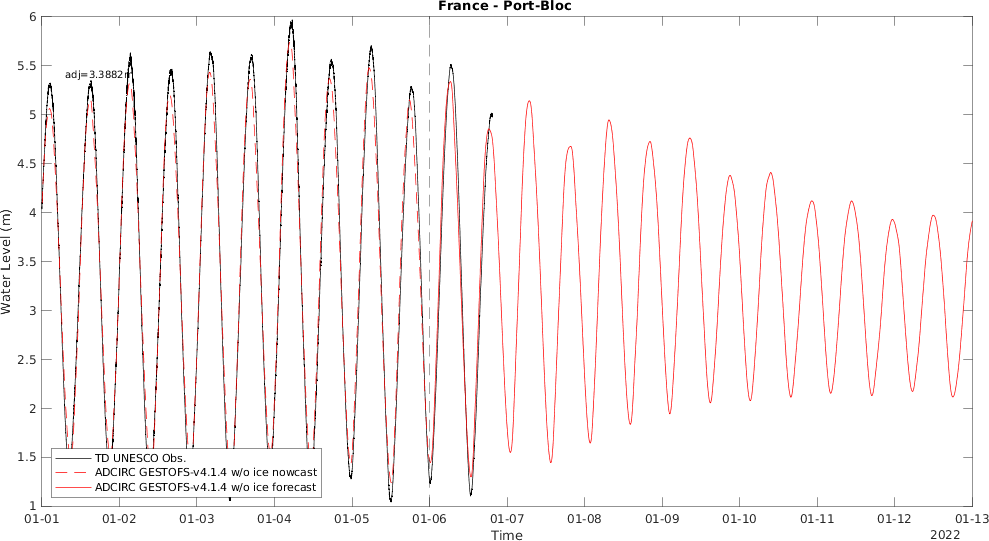 France - Port-Bloc
6
5.5
5
4.5
4
3.5
3
2.5
2
1.5
1
Water Level (m)
adj=3.3882m
TD UNESCO Obs.
ADCIRC GESTOFS-v4.1.4 w/o ice nowcast
ADCIRC GESTOFS-v4.1.4 w/o ice forecast
01-01 01-02 01-03 01-04 01-05 01-06 01-07 01-08 01-09 01-10 01-11 01-12 01-13
Time
2022